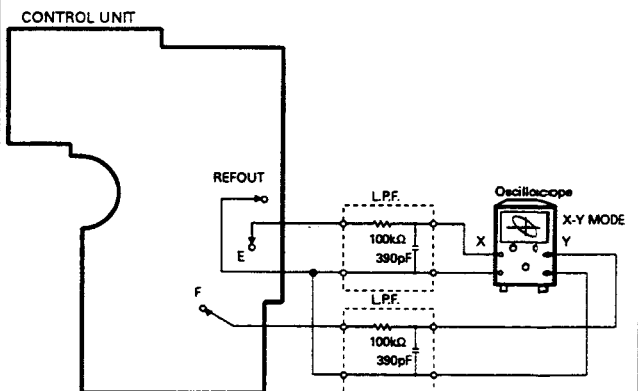 CONTROL UNIT
REFOUT
L.P.F.
Oscilloscope
X-Y MODE
E
100kΩ
390pF
X
Y
F
L.P.F.
100kΩ
390pF